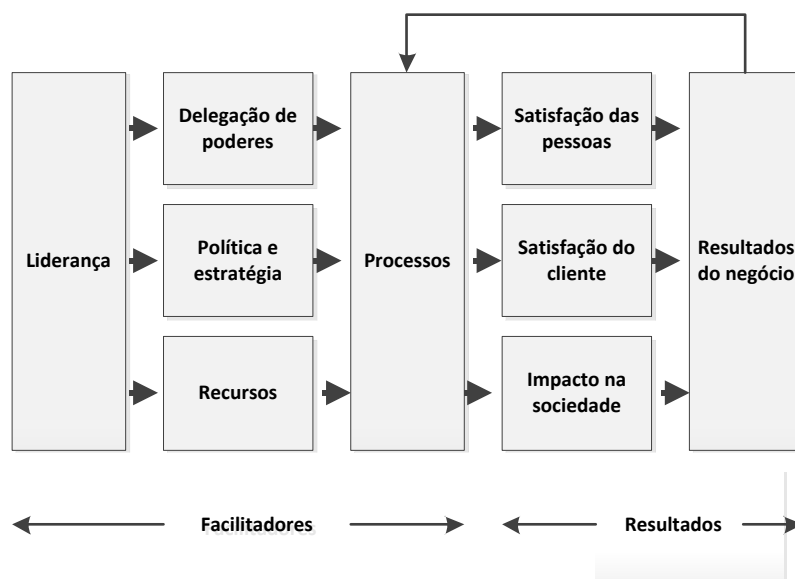 Delegação de
poderes
Satisfação das
pessoas
Liderança
Política e
estratégia
Processos
Satisfação do
cliente
Resultados
do negócio
Recursos
Impacto na
sociedade
Facilitadores
Resultados